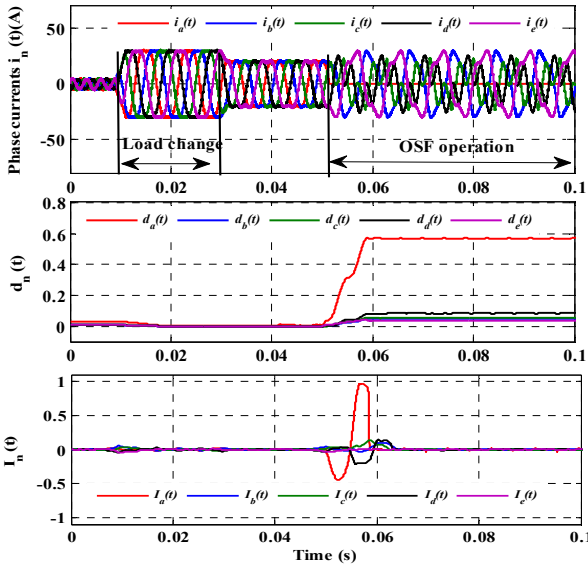 Phase currents i_n (t)(A)
i_a(t) i_b(t) i_c(t) i_d(t) i_e(t)
50
0
-50
Load change
OSF operation
0 0.02 0.04 0.06 0.08 0.1
d_n (t)
d_a(t) d_b(t) d_c(t) d_d(t) d_e(t)
0.8
0.6
0.4
0.2
0
0 0.02 0.04 0.06 0.08 0.1
I_n (t)
1
0.5
0
-0.5
-1
I_a(t) I_b(t) I_c(t) I_d(t) I_e(t)
0 0.02 0.04 0.06 0.08 0.1
Time (s)